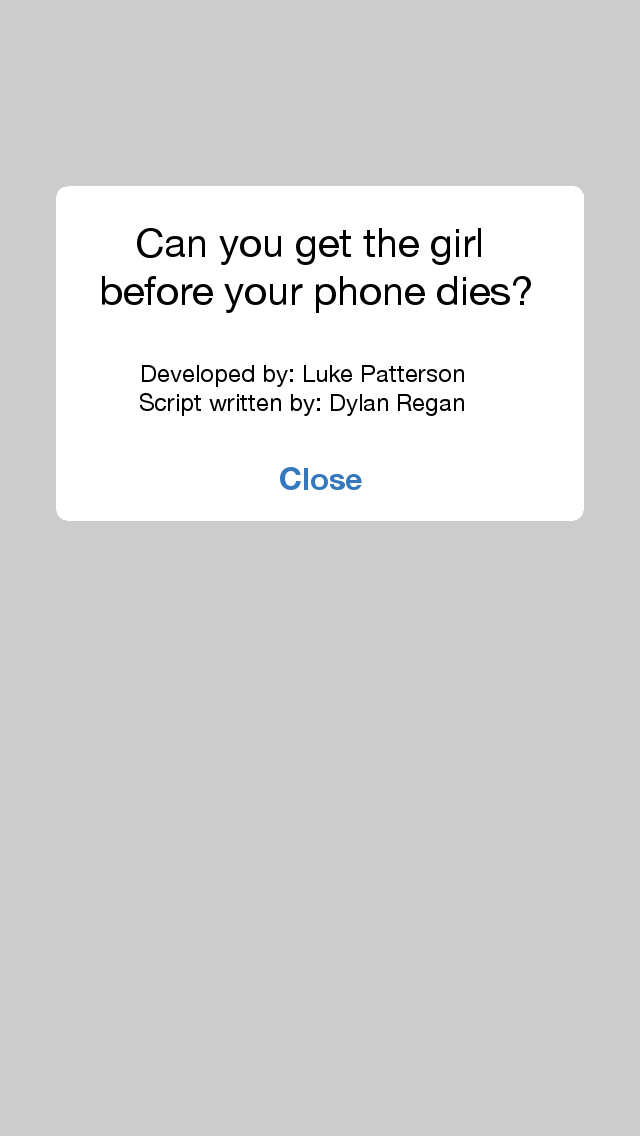 Can you get the girl
before your phone dies?
Developed by: Luke Patterson
Script written by: Dylan Regan
Close